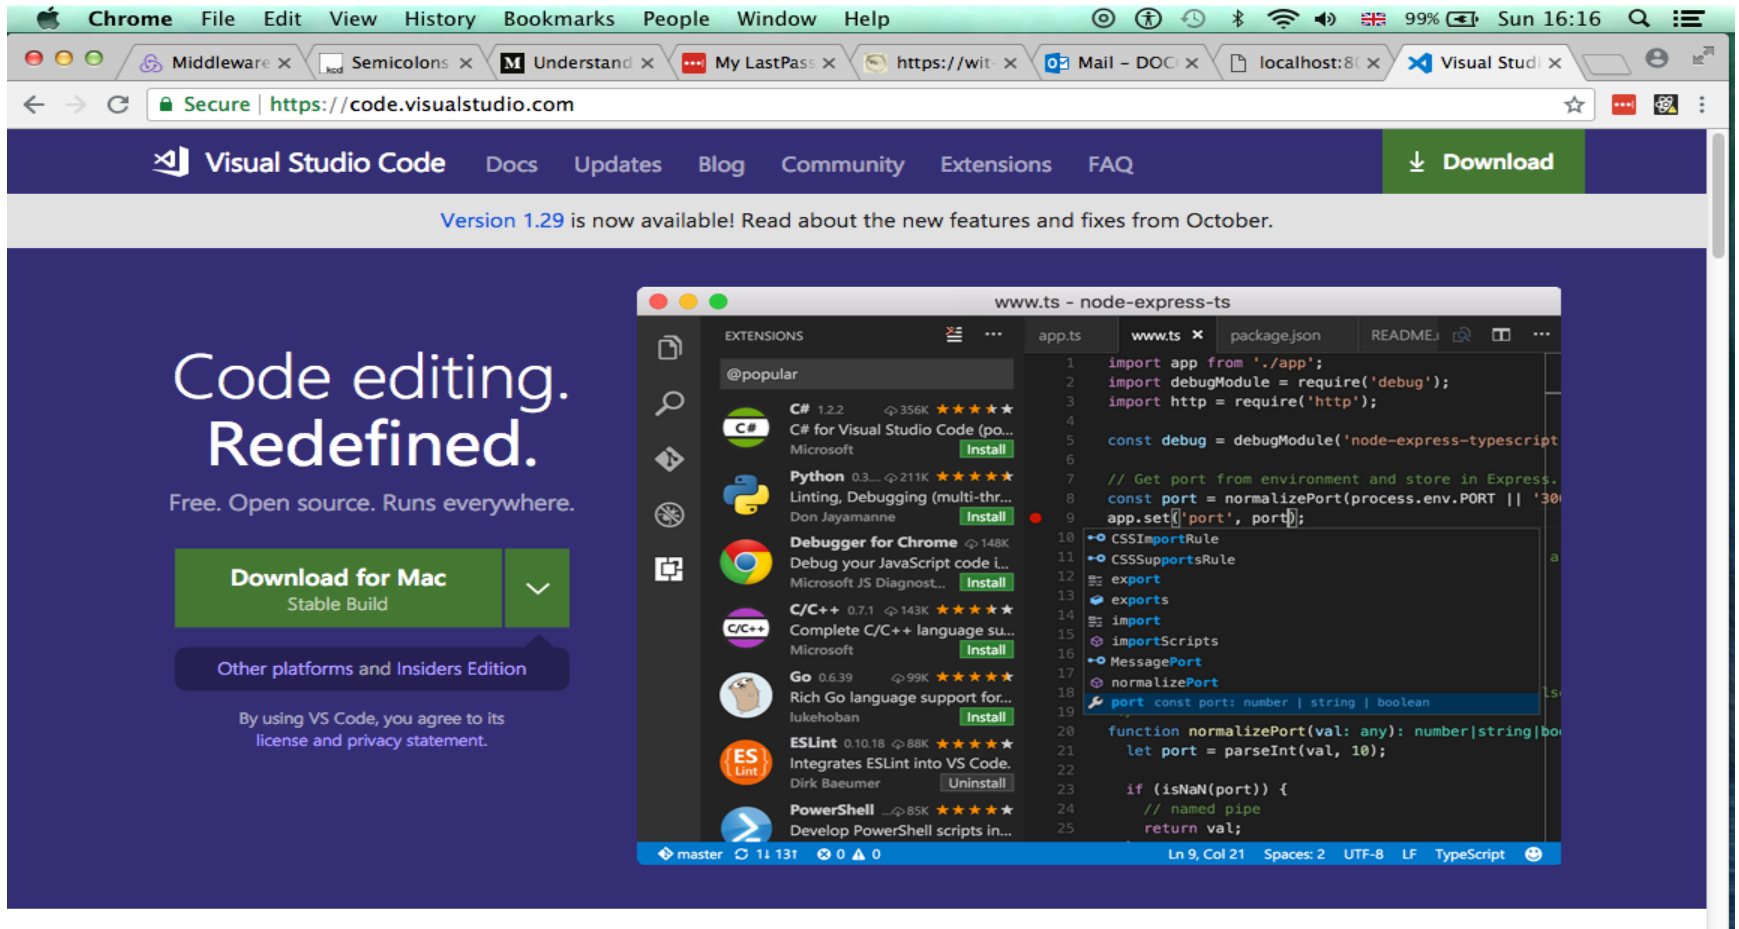 Chrome File Edit View History Bookmarks People Window Help 99% Sun 16:16
Middleware kcd Semicolons M Understand My LastPass https://wit- Mail – DOC localhost:8 Visual Studi
Secure | https://code.visualstudio.com
Visual Studio Code Docs Updates Blog Community Extensions FAQ Download
Version 1.29 is now available! Read about the new features and fixes from October.
Code editing.
Redefined.
Free. Open source. Runs everywhere.
Download for Mac
Stable Build
Other platforms and Insiders Edition
By using VS Code, you agree to its
license and privacy statement.
www.ts - node-express-ts
EXTENSIONS
@popular
C# 1.2.2 356K
C#
C# for Visual Studio Code (po...
Microsoft Install
Python 0.3.... 211K
Linting, Debugging (multi-thr...
Don Jayamanne Install
Debugger for Chrome 148K
Debug your JavaScript code i...
Microsoft JS Diagnost... Install
C/C++ 0.7.1 143K
C/C++
Complete C/C++ language su...
Microsoft Install
Go 0.6.39 99K
Rich Go language support for...
lukehoban Install
ESLint 0.10.18 88K
ES
Lint
Integrates ESLint into VS Code.
Dirk Baeumer Uninstall
PowerShell ... 85K
Develop PowerShell scripts in...
app.ts www.ts package.json README.
1 import app from './app';
2 import debugModule = require('debug');
3 import http = require('http');
4
5 const debug = debugModule('node-express-typescript
6
7 // Get port from environment and store in Express.
8 const port = normalizePort(process.env.PORT || '300
9 app.set('port', port);
10 CSSImportRule
11 CSSSupportsRule a
12 export
13 exports
14 import
15 importScripts
16 MessagePort
17 normalizePort
18 port const port: number | string | boolean ls
19
20 function normalizePort(val: any): number|string|bo
21 let port = parseInt(val, 10);
22
23 if (isNaN(port)) {
24 // named pipe
25 return val;
master 1↓ 13↑ 0 0 Ln 9, Col 21 Spaces: 2 UTF-8 LF TypeScript